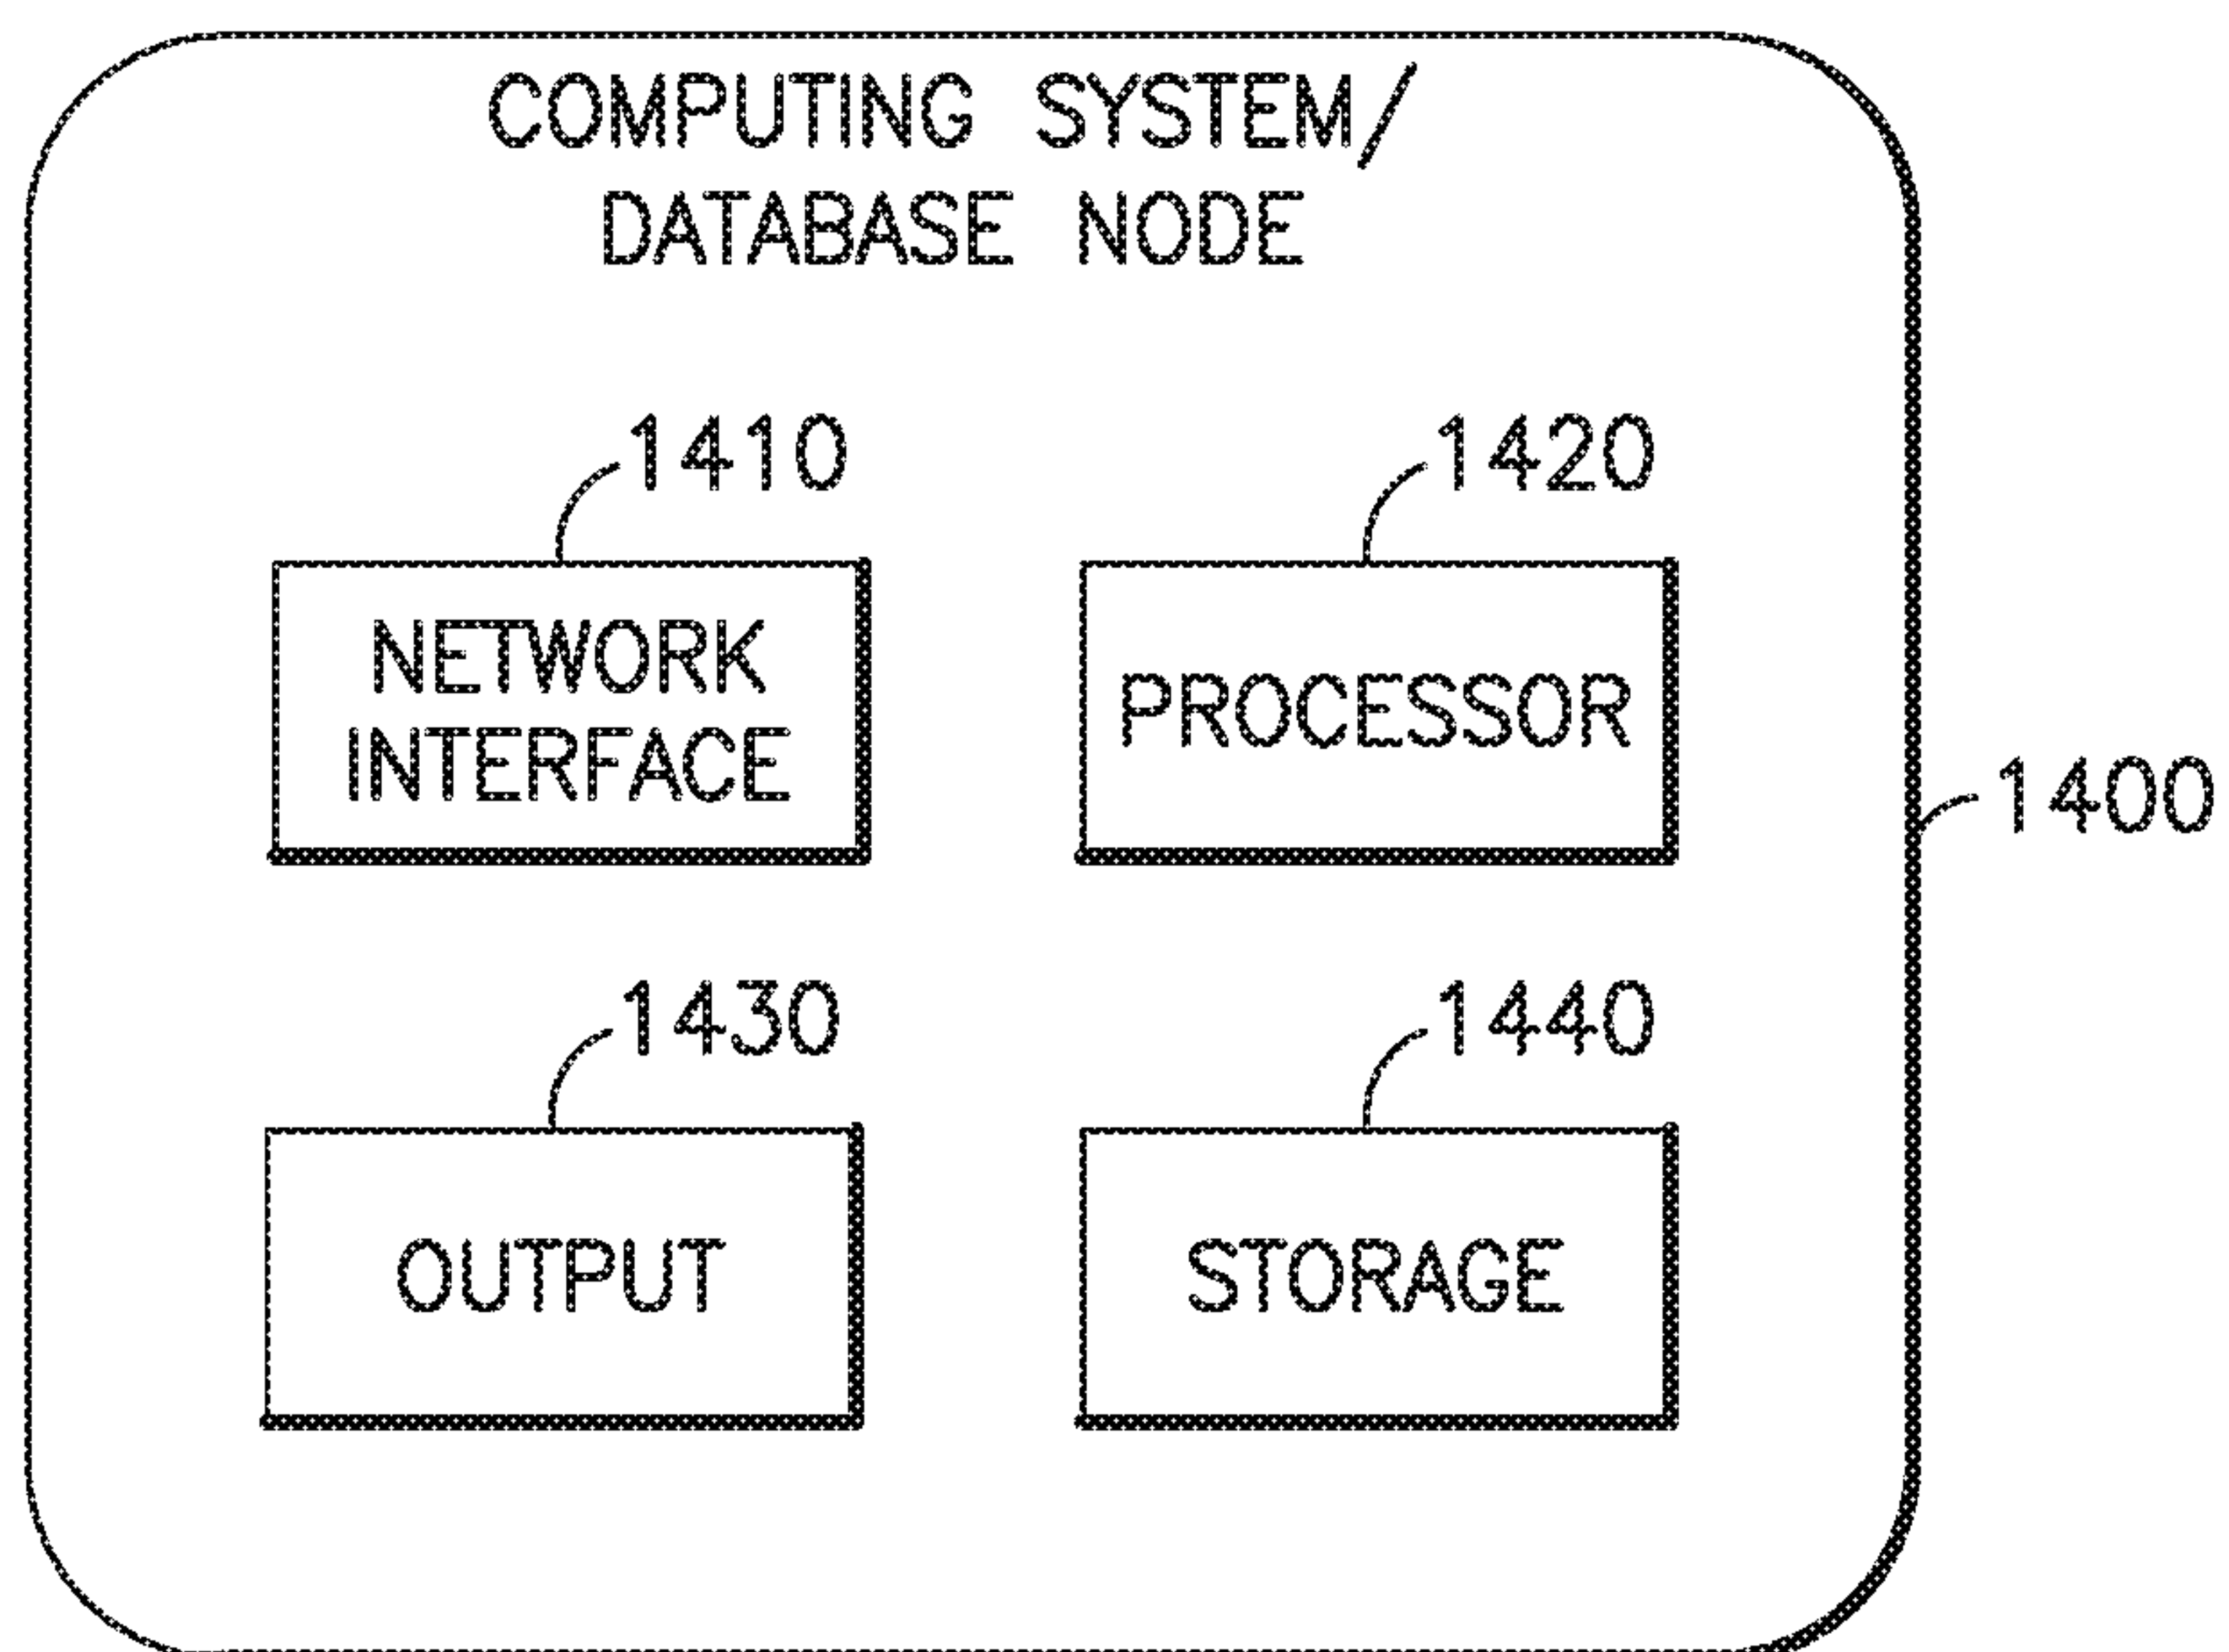 COMPUTING SYSTEM/
DATABASE NODE
1410
1420
NETWORK
INTERFACE
PROCESSOR
1400
1430
1440
OUTPUT
STORAGE